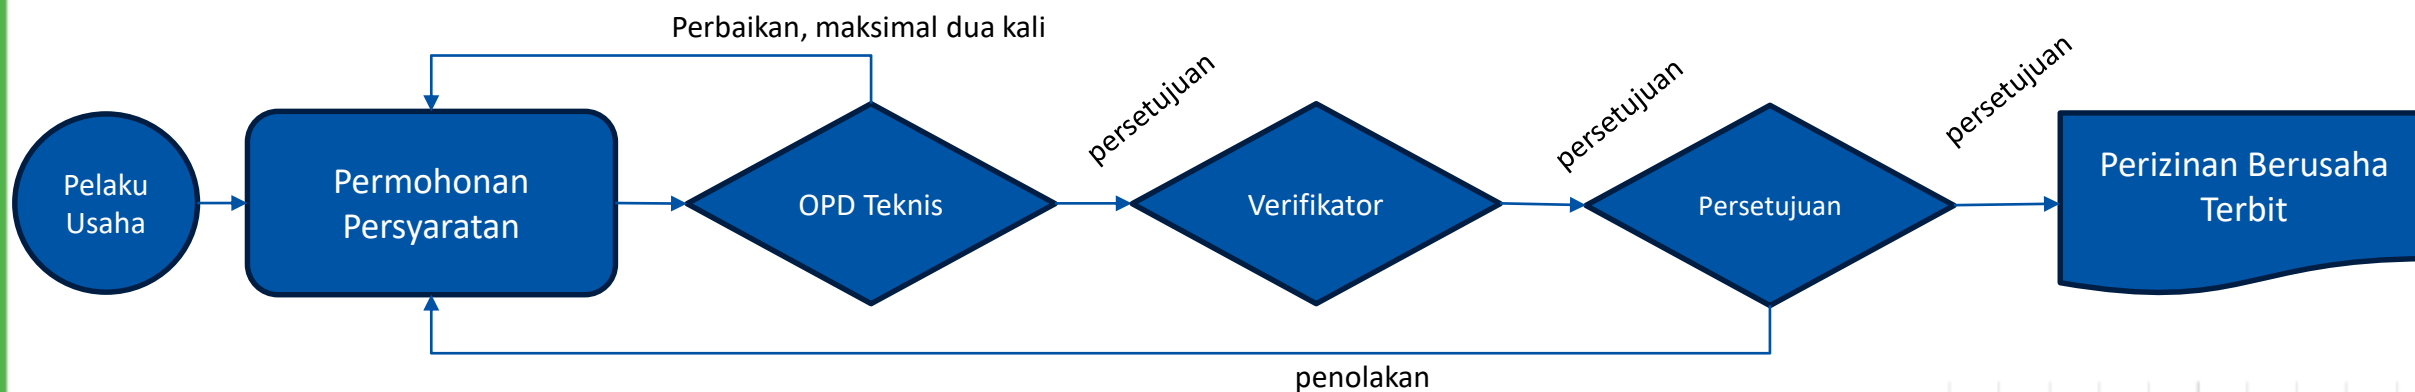 Perbaikan, maksimal dua kali
persetujuan
persetujuan
persetujuan
Pelaku
Usaha
Permohonan
Persyaratan
OPD Teknis
Verifikator
Persetujuan
Perizinan Berusaha
Terbit
penolakan